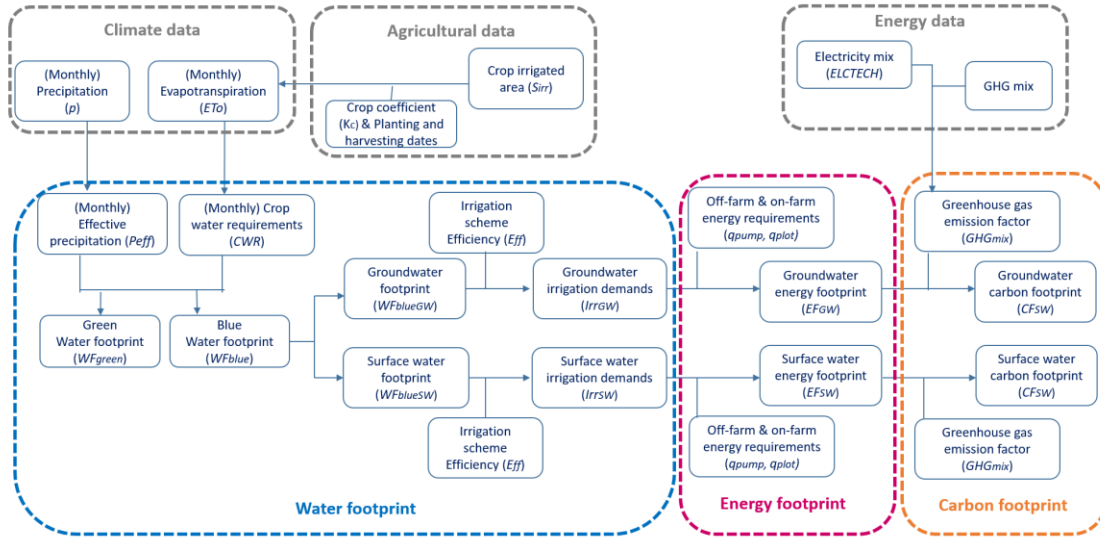 Climate data
(Monthly)
Precipitation
(p)
(Monthly)
Evapotranspiration
(ETo)
Agricultural data
Crop irrigated
area (Sirr)
Crop coefficient
(Kc) & Planting and
harvesting dates
Energy data
Electricity mix
(ELCTECH)
GHG mix
(Monthly)
Effective
precipitation (Peff)
(Monthly) Crop
water requirements
(CWR)
Green
Water footprint
(WFgreen)
Blue
Water footprint
(WFblue)
Irrigation
scheme
Efficiency (Eff)
Groundwater
footprint
(WFblueGW)
Groundwater
irrigation demands
(IrrGW)
Surface water
footprint
(WFblueSW)
Surface water
irrigation demands
(IrrSW)
Irrigation
scheme
Efficiency (Eff)
Water footprint
Off-farm & on-farm
energy requirements
(qpump, qplot)
Groundwater
energy footprint
(EFGW)
Surface water
energy footprint
(EFSW)
Off-farm & on-farm
energy requirements
(qpump, qplot)
Energy footprint
Greenhouse gas
emission factor
(GHGmix)
Groundwater
carbon footprint
(CFSW)
Surface water
carbon footprint
(CFSW)
Greenhouse gas
emission factor
(GHGmix)
Carbon footprint